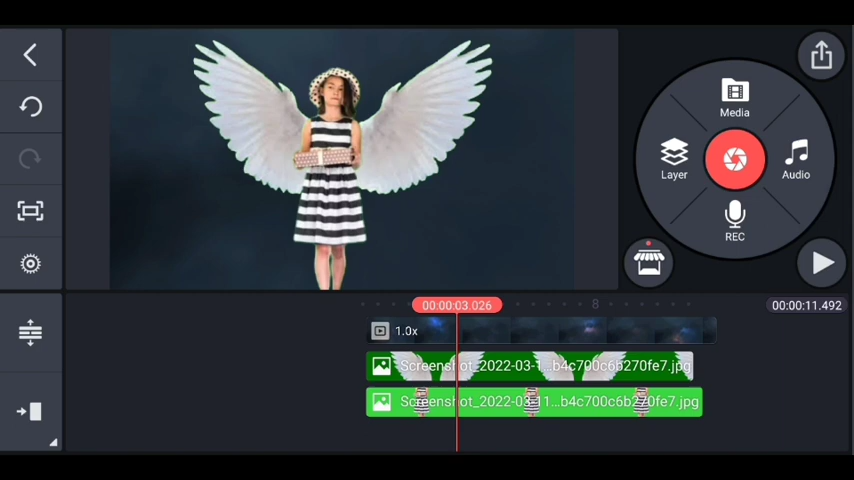 Media
Layer
Audio
REC
00:00:03.026
8
00:00:11.492
1.0x
Screenshot_2022-03-1...b4c700c6b270fe7.jpg
Screenshot_2022-03-11...b4c700c6b270fe7.jpg